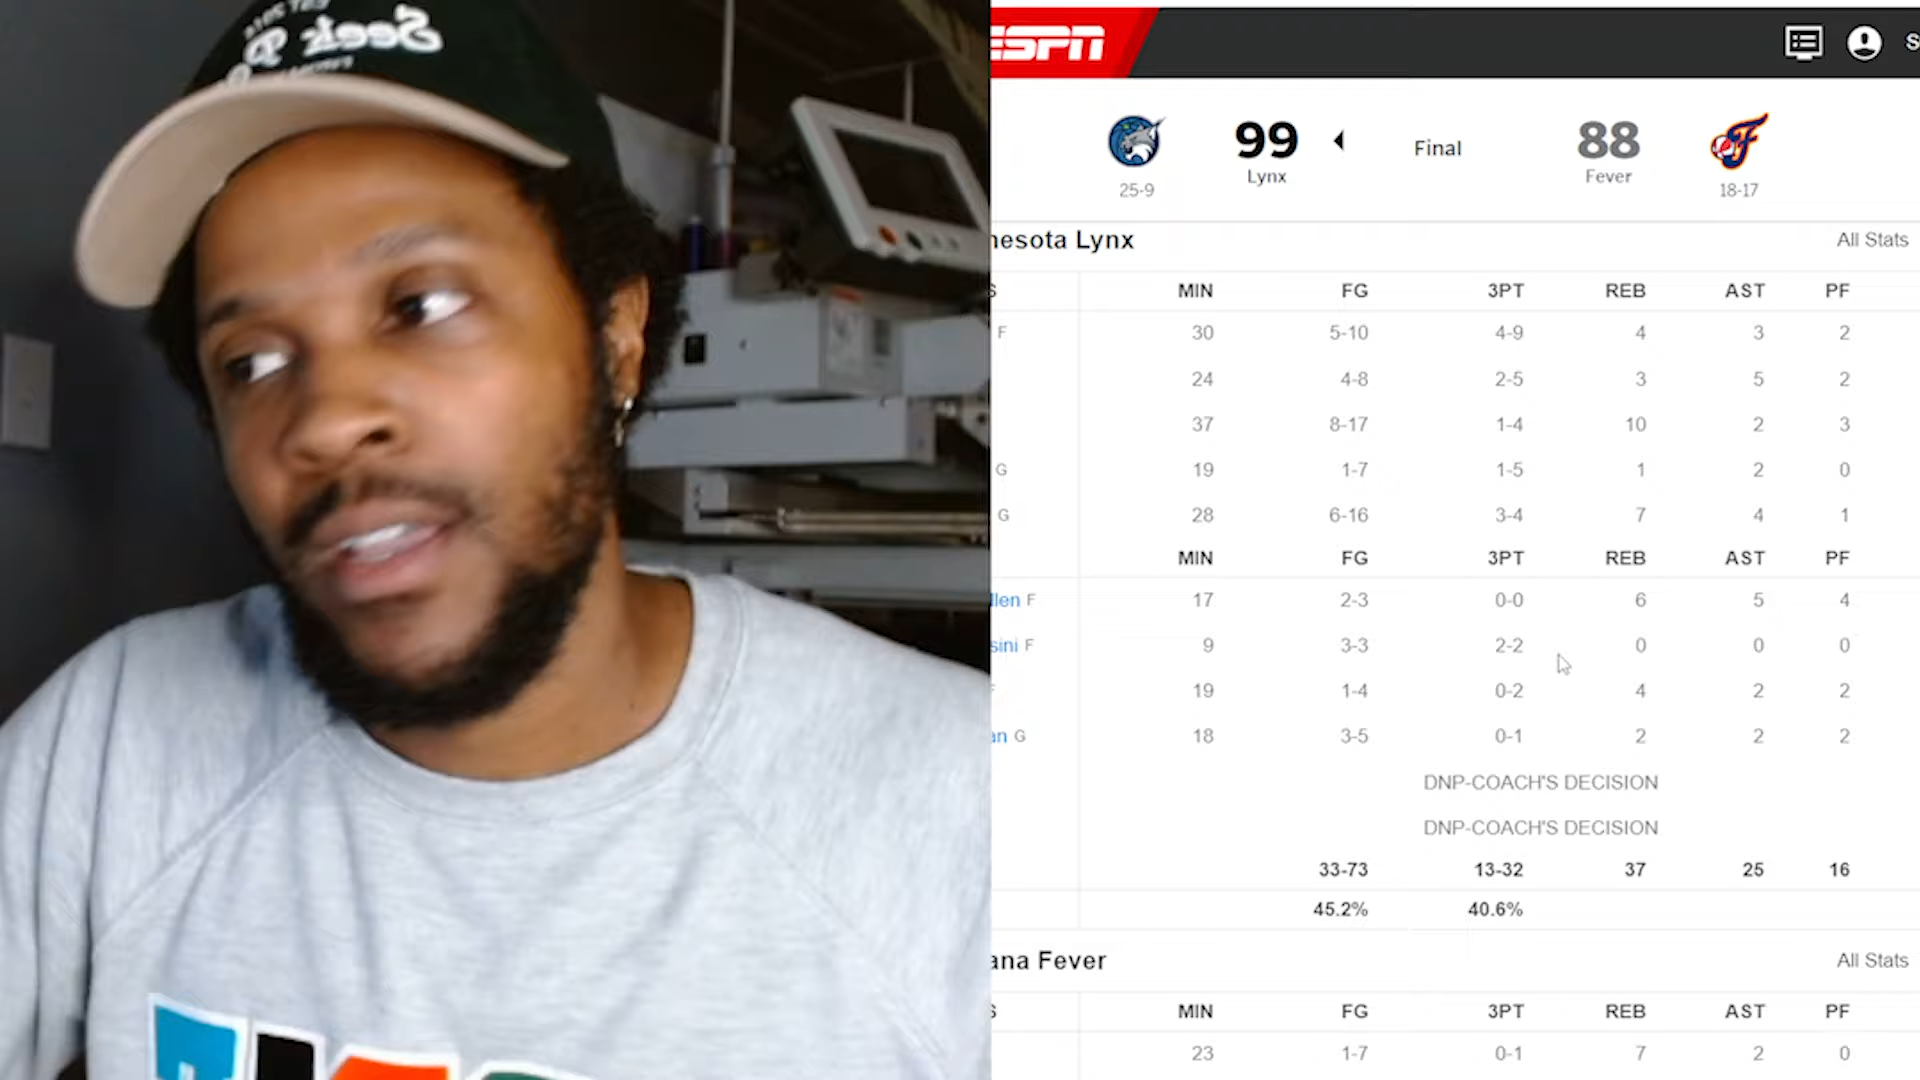 Seek
ESPN
S
99 Final 88
Lynx Fever
25-9 18-17
nesota Lynx All Stats
S MIN FG 3PT REB AST PF
F 30 5-10 4-9 4 3 2
24 4-8 2-5 3 5 2
37 8-17 1-4 10 2 3
G 19 1-7 1-5 1 2 0
G 28 6-16 3-4 7 4 1
MIN FG 3PT REB AST PF
llen F 17 2-3 0-0 6 5 4
sini F 9 3-3 2-2 0 0 0
F 19 1-4 0-2 4 2 2
an G 18 3-5 0-1 2 2 2
DNP-COACH'S DECISION
DNP-COACH'S DECISION
33-73 13-32 37 25 16
45.2% 40.6%
ana Fever All Stats
S MIN FG 3PT REB AST PF
23 1-7 0-1 7 2 0